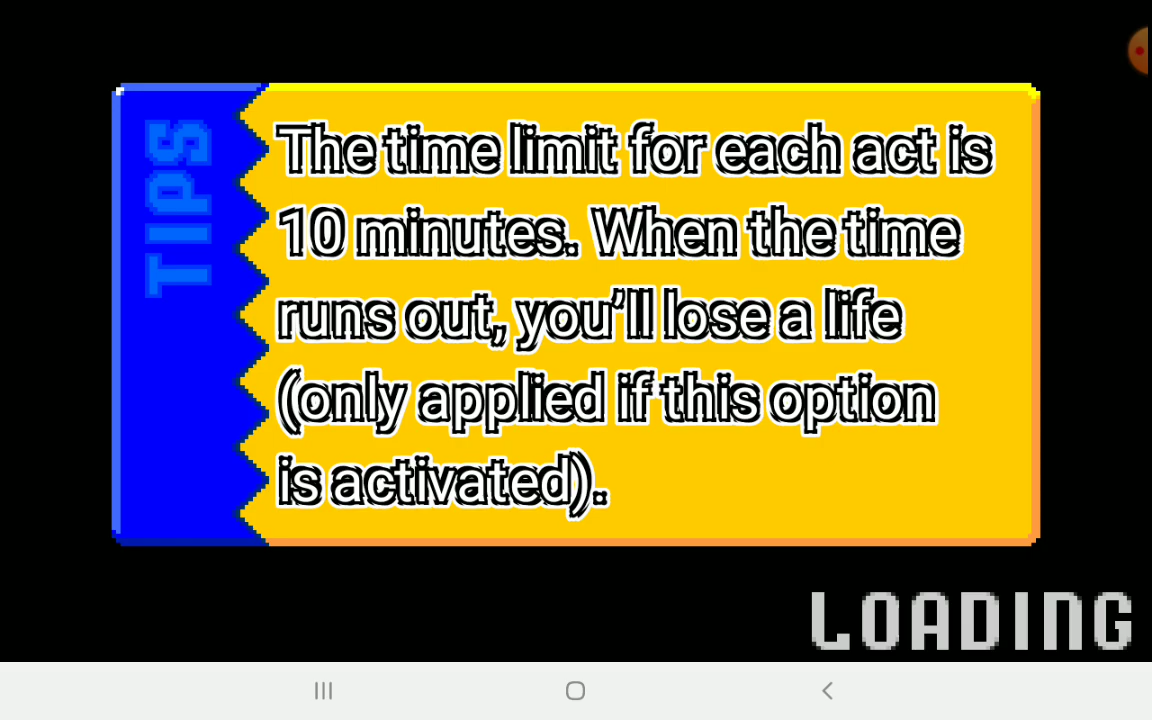 TIPS
The time limit for each act is
10 minutes. When the time
runs out, you'll lose a life
(only applied if this option
is activated).
LOADING